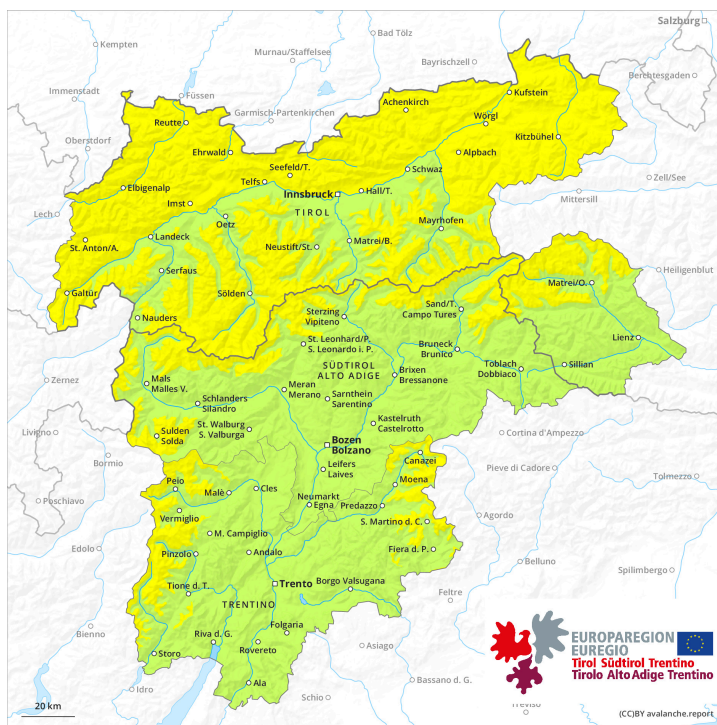 Salzburg
Kempten
Bad Tölz
Murnau/Staffelsee
Bayrischzell
Berchtesgaden
Immenstadt
Füssen
Garmisch-Partenkirchen
Achenkirch
Kufstein
Reutte
Wörgl
Oberstdorf
Ehrwald
Kitzbühel
Seefeld/T.
Alpbach
Telfs
Schwaz
Zell/See
Elbigenalp
Innsbruck
Hall/T.
Mittersill
Imst
TIROL
Lech
Oetz
Mayrhofen
St. Anton/A.
Landeck
Neustift/St.
Matrei/B.
Serfaus
Heiligenblut
Galtür
Sölden
Matrei/O.
Sand/T.
Campo Tures
Nauders
Sterzing
Vipiteno
Lienz
St. Leonhard/P.
S. Leonardo i. P.
Bruneck
Brunico
Toblach
Dobbiaco
Sillian
SÜDTIROL
ALTO ADIGE
Brixen
Bressanone
Zernez
Mals
Malles V.
Meran
Merano
Schlanders
Silandro
Sarnthein
Sarentino
Kastelruth
Castelrotto
St. Walburg
S. Valburga
Livigno
Sulden
Solda
Bozen
Bolzano
Cortina d'Ampezzo
Bormio
Canazei
Pieve di Cadore
Leifers
Laives
Tolmezzo
Peio
Moena
Poschiavo
Malè
Cles
Neumarkt
Egna
Predazzo
Vermiglio
S. Martino d. C.
Agordo
M. Campiglio
Edolo
Pinzolo
Andalo
Fiera d. P.
Belluno
Spilimbergo
Tione d. T.
Trento
Borgo Valsugana
Feltre
TRENTINO
Bienno
Riva d. G.
Folgaria
Rovereto
Asiago
Storo
Bassano d. G.
Idro
Ala
Schio
Treviso
EUROPAREGION
EUREGIO
Tirol Südtirol Trentino
Tirolo Alto Adige Trentino
20 km
(CC)BY avalanche.report